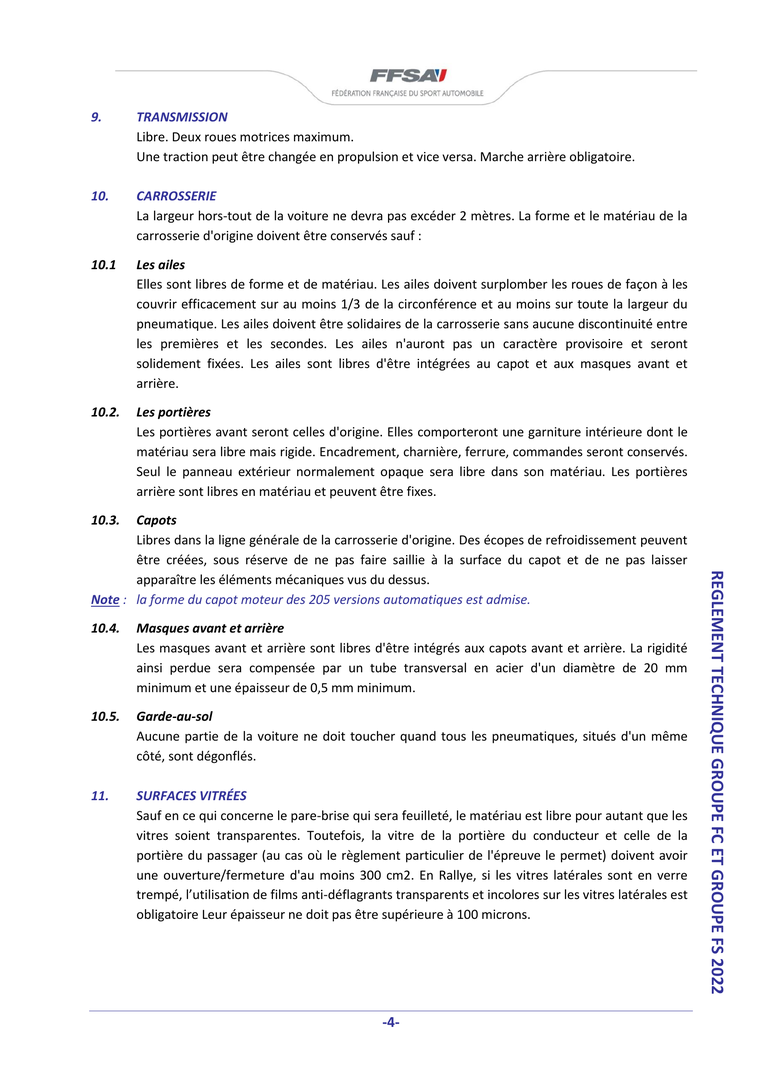 FFSA
FÉDÉRATION FRANÇAISE DU SPORT AUTOMOBILE
9. TRANSMISSION
Libre. Deux roues motrices maximum.
Une traction peut être changée en propulsion et vice versa. Marche arrière obligatoire.
10. CARROSSERIE
La largeur hors-tout de la voiture ne devra pas excéder 2 mètres. La forme et le matériau de la
carrosserie d'origine doivent être conservés sauf :
10.1 Les ailes
Elles sont libres de forme et de matériau. Les ailes doivent surplomber les roues de façon à les
couvrir efficacement sur au moins 1/3 de la circonférence et au moins sur toute la largeur du
pneumatique. Les ailes doivent être solidaires de la carrosserie sans aucune discontinuité entre
les premières et les secondes. Les ailes n'auront pas un caractère provisoire et seront
solidement fixées. Les ailes sont libres d'être intégrées au capot et aux masques avant et
arrière.
10.2. Les portières
Les portières avant seront celles d'origine. Elles comporteront une garniture intérieure dont le
matériau sera libre mais rigide. Encadrement, charnière, ferrure, commandes seront conservés.
Seul le panneau extérieur normalement opaque sera libre dans son matériau. Les portières
arrière sont libres en matériau et peuvent être fixes.
10.3. Capots
Libres dans la ligne générale de la carrosserie d'origine. Des écopes de refroidissement peuvent
être créées, sous réserve de ne pas faire saillie à la surface du capot et de ne pas laisser
apparaître les éléments mécaniques vus du dessus.
Note : la forme du capot moteur des 205 versions automatiques est admise.
10.4. Masques avant et arrière
Les masques avant et arrière sont libres d'être intégrés aux capots avant et arrière. La rigidité
ainsi perdue sera compensée par un tube transversal en acier d'un diamètre de 20 mm
minimum et une épaisseur de 0,5 mm minimum.
10.5. Garde-au-sol
Aucune partie de la voiture ne doit toucher quand tous les pneumatiques, situés d'un même
côté, sont dégonflés.
11. SURFACES VITRÉES
Sauf en ce qui concerne le pare-brise qui sera feuilleté, le matériau est libre pour autant que les
vitres soient transparentes. Toutefois, la vitre de la portière du conducteur et celle de la
portière du passager (au cas où le règlement particulier de l'épreuve le permet) doivent avoir
une ouverture/fermeture d'au moins 300 cm2. En Rallye, si les vitres latérales sont en verre
trempé, l’utilisation de films anti-déflagrants transparents et incolores sur les vitres latérales est
obligatoire Leur épaisseur ne doit pas être supérieure à 100 microns.
REGLEMENT TECHNIQUE GROUPE FC ET GROUPE FS 2022
-4-